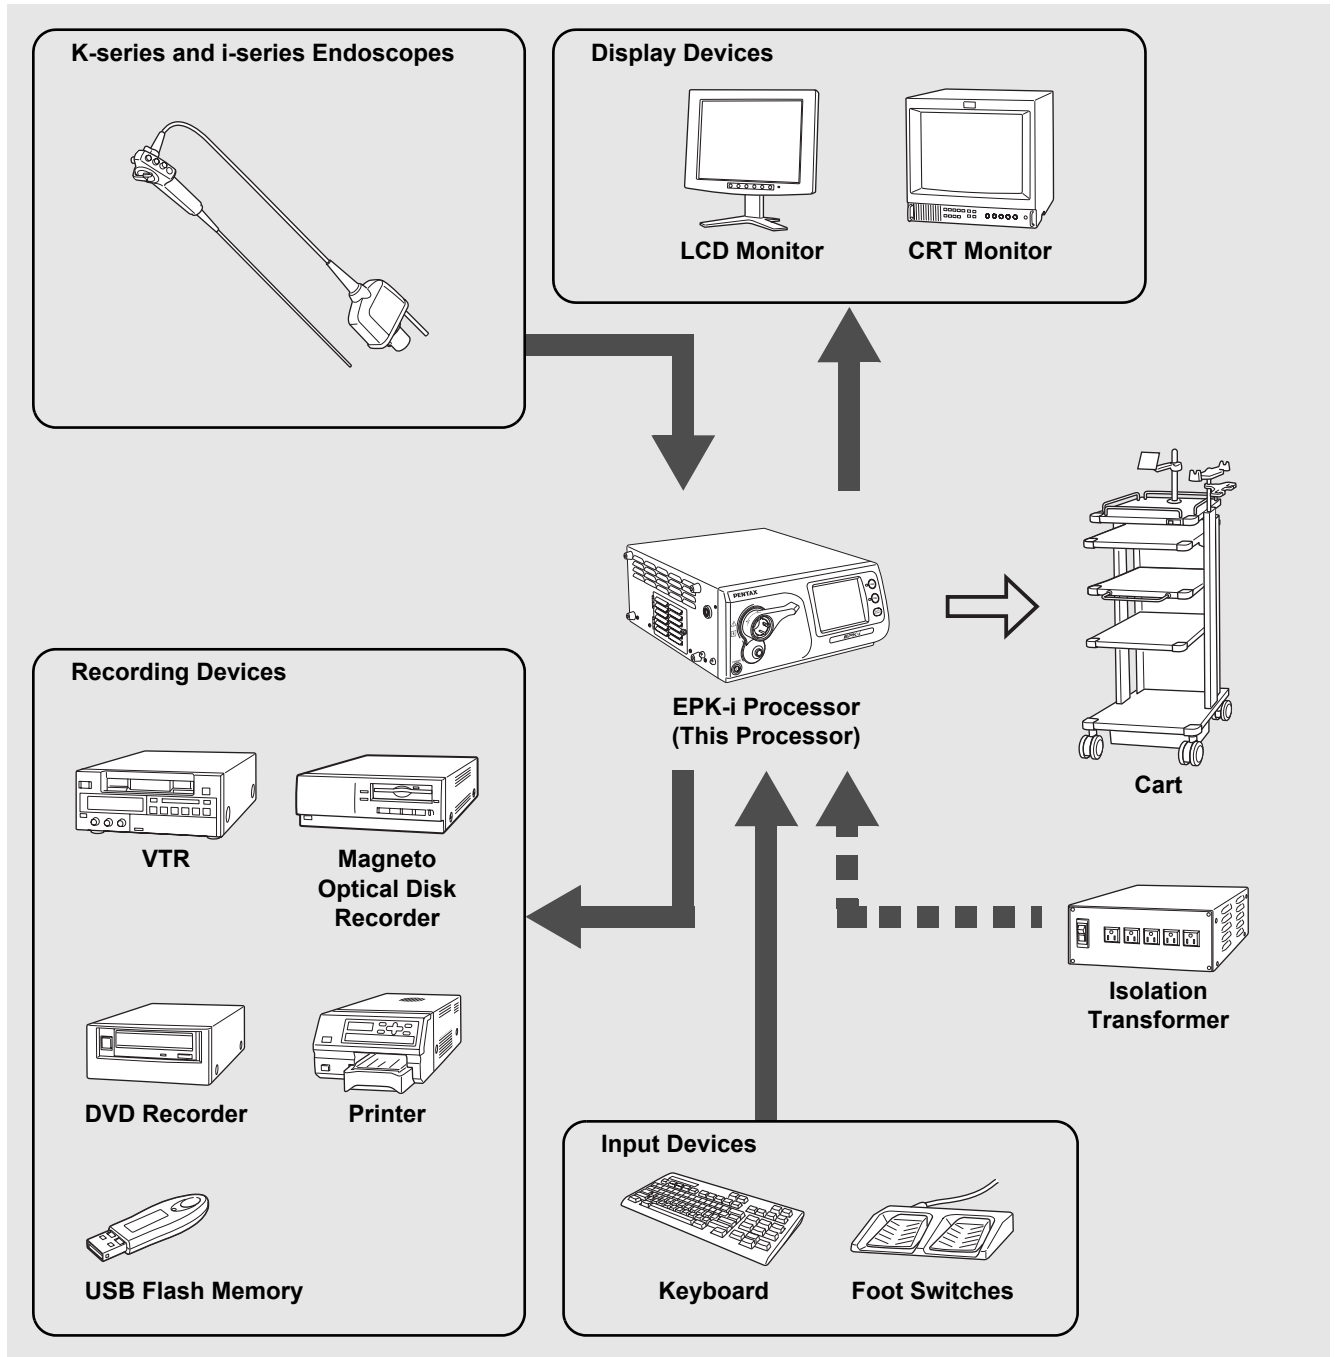 K-series and i-series Endoscopes
Display Devices
LCD Monitor
CRT Monitor
PENTAX
EPK-i
EPK-i Processor
(This Processor)
Cart
Recording Devices
VTR
Magneto
Optical Disk
Recorder
DVD Recorder
Printer
USB Flash Memory
Isolation
Transformer
Input Devices
Keyboard
Foot Switches